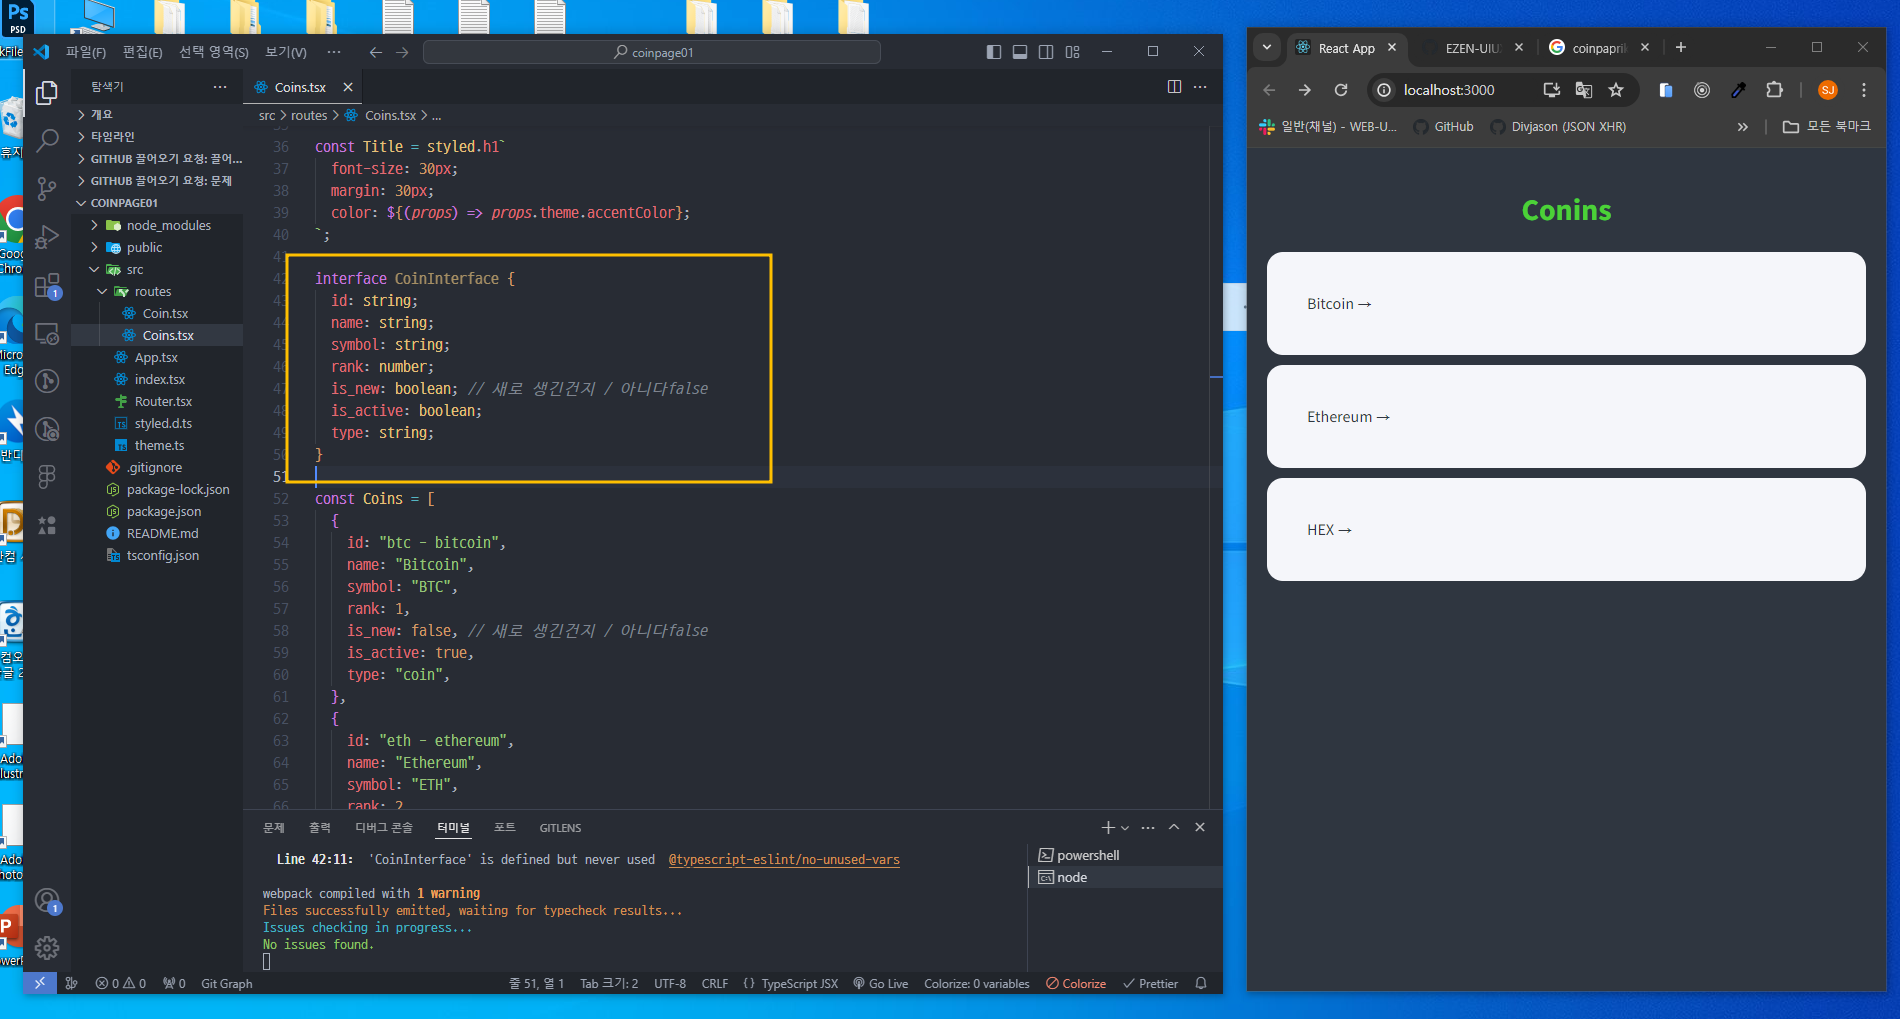 Ps
PSD
파일(F) 편집(E) 선택 영역(S) 보기(V) ··· coinpage01
탐색기 ···
개요
타임라인
GITHUB 끌어오기 요청: 끌어...
GITHUB 끌어오기 요청: 문제
COINPAGE01
node_modules
public
src
routes
Coin.tsx
Coins.tsx
App.tsx
index.tsx
Router.tsx
styled.d.ts
theme.ts
.gitignore
package-lock.json
package.json
README.md
tsconfig.json
Coins.tsx
src > routes > Coins.tsx > ...
36 const Title = styled.h1`
37 font-size: 30px;
38 margin: 30px;
39 color: ${(props) => props.theme.accentColor};
40 `;
41
42 interface CoinInterface {
43 id: string;
44 name: string;
45 symbol: string;
46 rank: number;
47 is_new: boolean; // 새로 생긴건지 / 아니다false
48 is_active: boolean;
49 type: string;
50 }
51
52 const Coins = [
53 {
54 id: "btc - bitcoin",
55 name: "Bitcoin",
56 symbol: "BTC",
57 rank: 1,
58 is_new: false, // 새로 생긴건지 / 아니다false
59 is_active: true,
60 type: "coin",
61 },
62 {
63 id: "eth - ethereum",
64 name: "Ethereum",
65 symbol: "ETH",
66 rank: 2
문제 출력 디버그 콘솔 터미널 포트 GITLENS
Line 42:11: 'CoinInterface' is defined but never used @typescript-eslint/no-unused-vars
webpack compiled with 1 warning
Files successfully emitted, waiting for typecheck results...
Issues checking in progress...
No issues found.
powershell
node
0 0 0 Git Graph 줄 51, 열 1 Tab 크기: 2 UTF-8 CRLF {} TypeScript JSX Go Live Colorize: 0 variables Colorize Prettier
React App EZEN-UIU coinpapri
localhost:3000 SJ
일반(채널) - WEB-U... GitHub Divjason (JSON XHR) » 모든 북마크
Conins
Bitcoin →
Ethereum →
HEX →